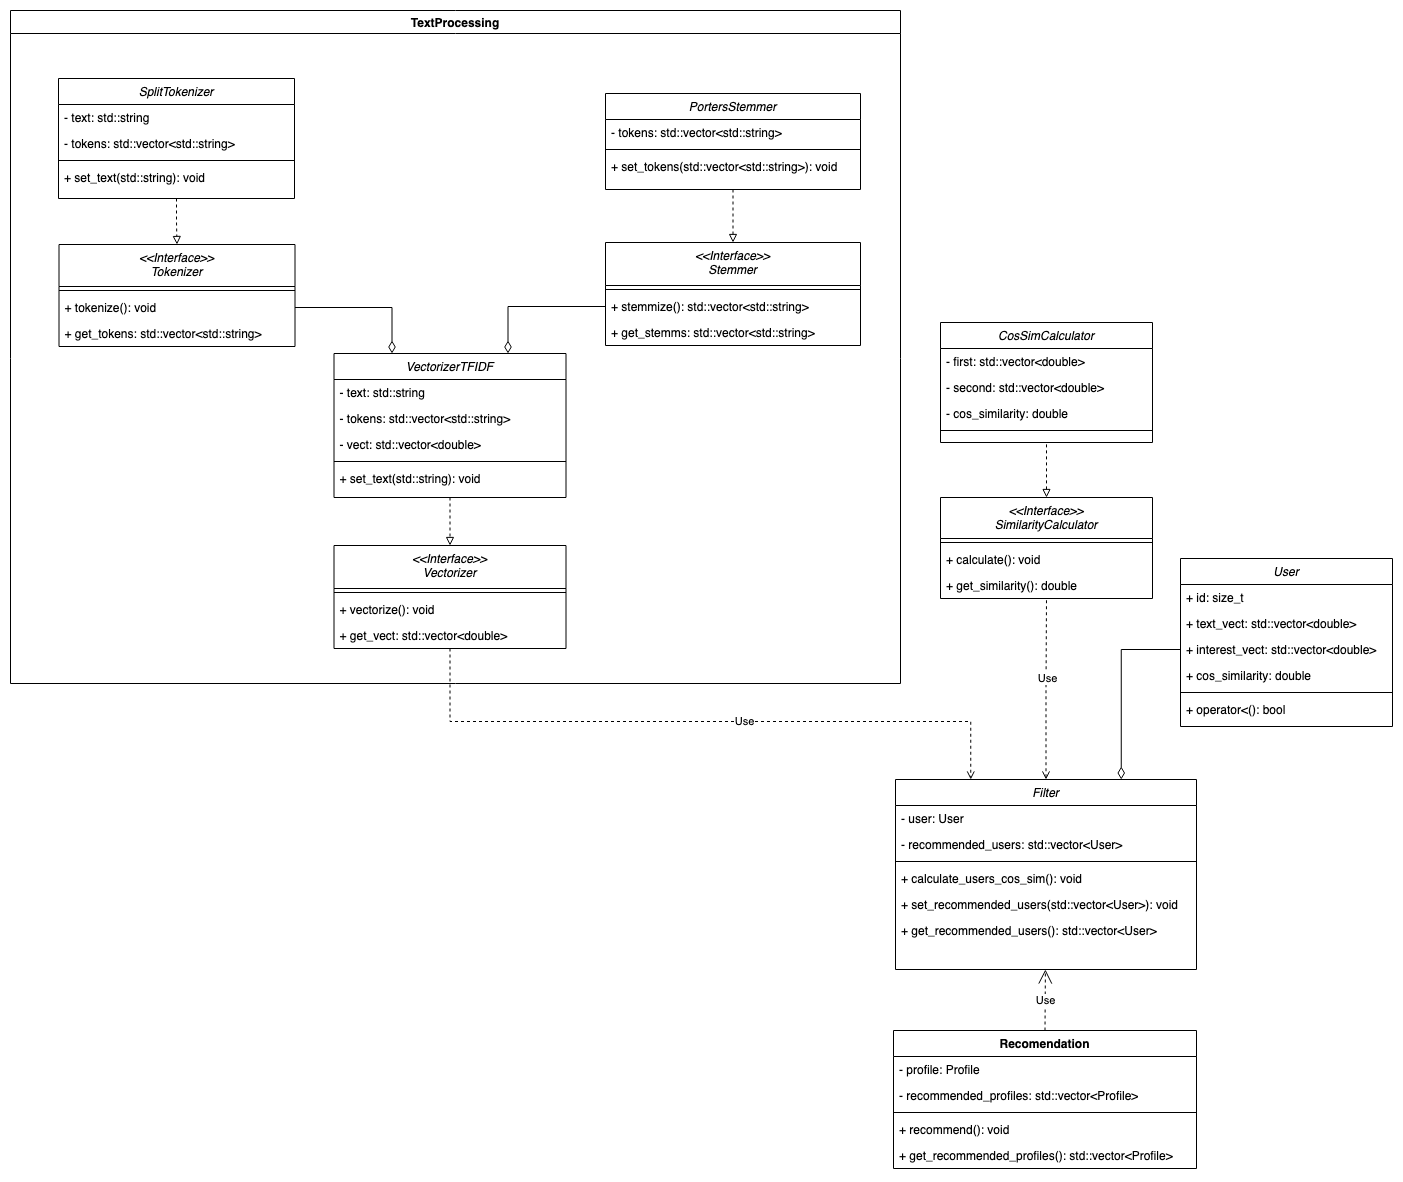 TextProcessing
SplitTokenizer
- text: std::string
- tokens: std::vector<std::string>
+ set_text(std::string): void
PortersStemmer
- tokens: std::vector<std::string>
+ set_tokens(std::vector<std::string>): void
<<Interface>>
Tokenizer
+ tokenize(): void
+ get_tokens: std::vector<std::string>
<<Interface>>
Stemmer
+ stemmize(): std::vector<std::string>
+ get_stemms: std::vector<std::string>
VectorizerTFIDF
- text: std::string
- tokens: std::vector<std::string>
- vect: std::vector<double>
+ set_text(std::string): void
<<Interface>>
Vectorizer
+ vectorize(): void
+ get_vect: std::vector<double>
CosSimCalculator
- first: std::vector<double>
- second: std::vector<double>
- cos_similarity: double
<<Interface>>
SimilarityCalculator
+ calculate(): void
+ get_similarity(): double
User
+ id: size_t
+ text_vect: std::vector<double>
+ interest_vect: std::vector<double>
+ cos_similarity: double
+ operator<(): bool
Use
Use
Filter
- user: User
- recommended_users: std::vector<User>
+ calculate_users_cos_sim(): void
+ set_recommended_users(std::vector<User>): void
+ get_recommended_users(): std::vector<User>
Use
Recomendation
- profile: Profile
- recommended_profiles: std::vector<Profile>
+ recommend(): void
+ get_recommended_profiles(): std::vector<Profile>